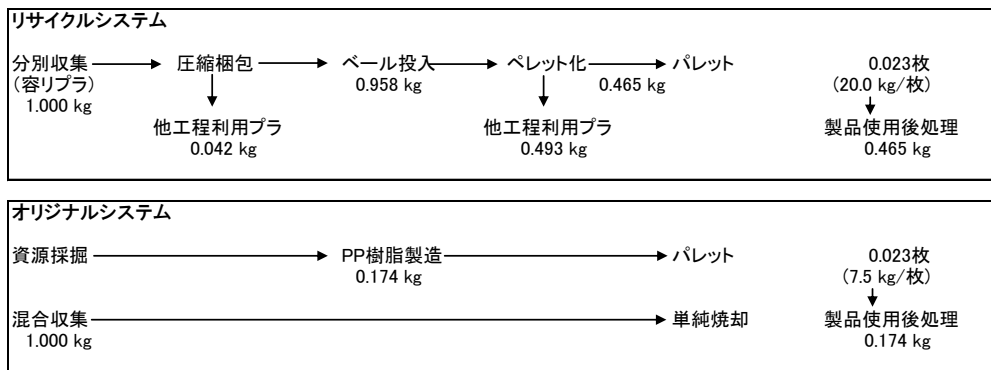 リサイクルシステム
分別収集 圧縮梱包 ベール投入 ペレット化 パレット 0.023枚
(容リプラ) 0.958 kg 0.465 kg (20.0 kg/枚)
1.000 kg
他工程利用プラ 他工程利用プラ 製品使用後処理
0.042 kg 0.493 kg 0.465 kg
オリジナルシステム
資源採掘 PP樹脂製造 パレット 0.023枚
0.174 kg (7.5 kg/枚)
混合収集 単純焼却 製品使用後処理
1.000 kg 0.174 kg